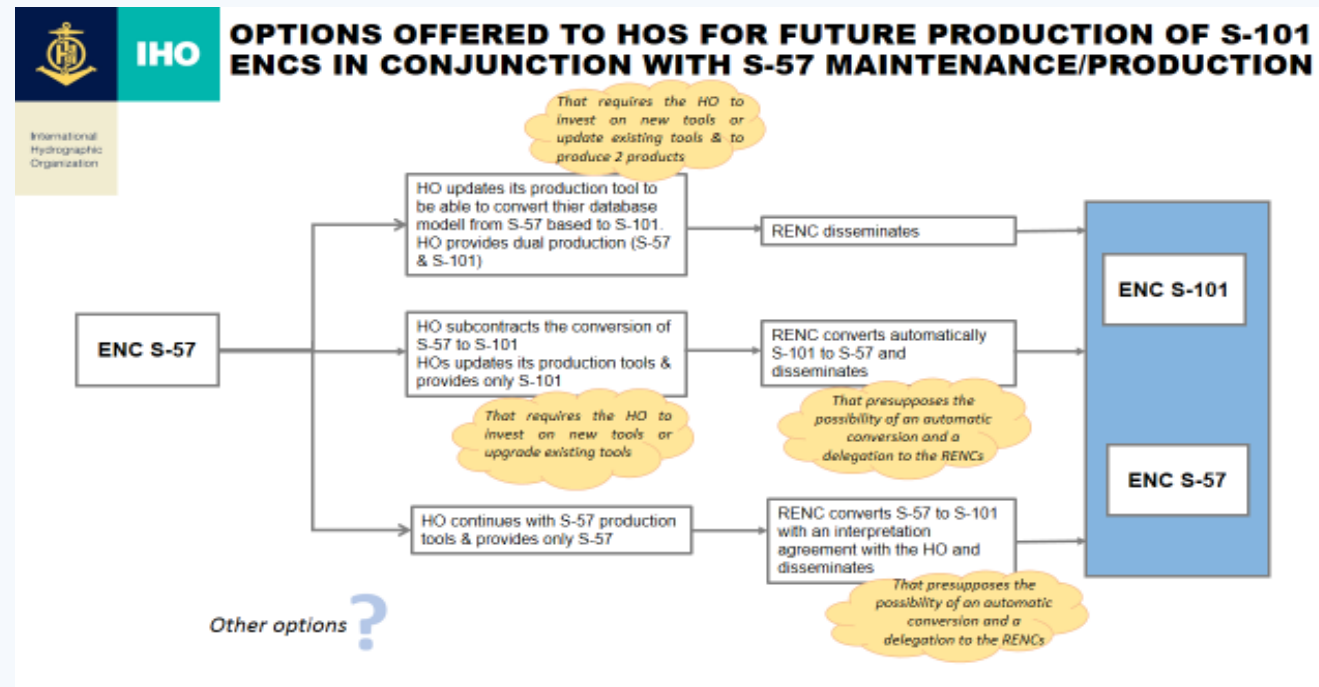 IHO
International
Hydrographic
Organization
OPTIONS OFFERED TO HOS FOR FUTURE PRODUCTION OF S-101
ENCS IN CONJUNCTION WITH S-57 MAINTENANCE/PRODUCTION
That requires the HO to
invest on new tools or
update existing tools & to
produce 2 products
HO updates its production tool to
be able to convert thier database
modell from S-57 based to S-101.
HO provides dual production (S-57
& S-101)
RENC disseminates
ENC S-57
HO subcontracts the conversion of
S-57 to S-101
HOs updates its production tools &
provides only S-101
That requires the HO to
invest on new tools or
upgrade existing tools
RENC converts automatically
S-101 to S-57 and
disseminates
That presupposes the
possibility of an automatic
conversion and a
delegation to the RENCs
HO continues with S-57 production
tools & provides only S-57
RENC converts S-57 to S-101
with an interpretation
agreement with the HO and
disseminates
That presupposes the
possibility of an automatic
conversion and a
delegation to the RENCs
ENC S-101
ENC S-57
Other options ?